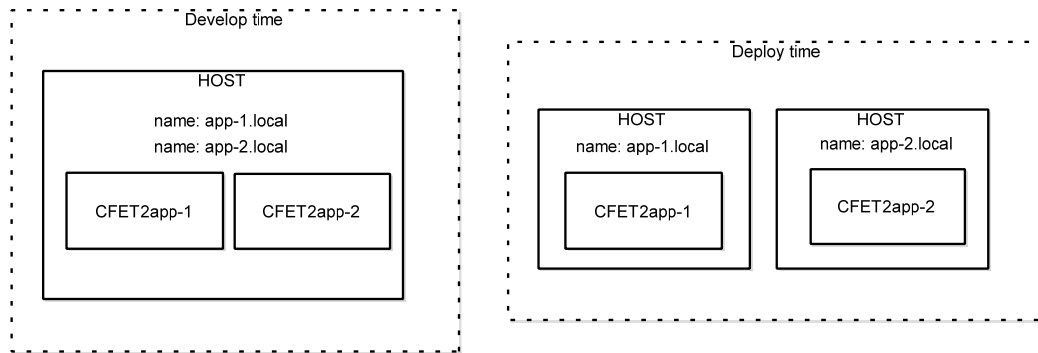 Develop time
HOST
name: app-1.local
name: app-2.local
CFET2app-1
CFET2app-2
Deploy time
HOST
name: app-1.local
CFET2app-1
HOST
name: app-2.local
CFET2app-2